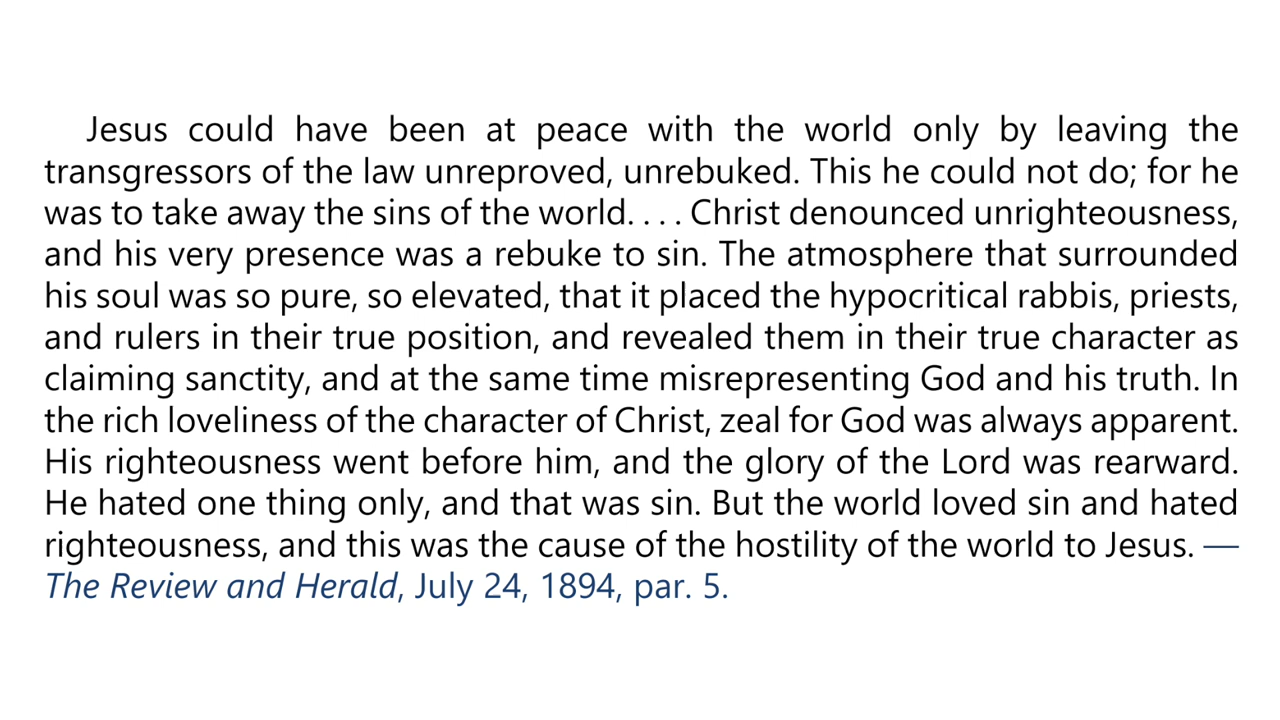 Jesus could have been at peace with the world only by leaving the
transgressors of the law unreproved, unrebuked. This he could not do; for he
was to take away the sins of the world. . . . Christ denounced unrighteousness,
and his very presence was a rebuke to sin. The atmosphere that surrounded
his soul was so pure, so elevated, that it placed the hypocritical rabbis, priests,
and rulers in their true position, and revealed them in their true character as
claiming sanctity, and at the same time misrepresenting God and his truth. In
the rich loveliness of the character of Christ, zeal for God was always apparent.
His righteousness went before him, and the glory of the Lord was rearward.
He hated one thing only, and that was sin. But the world loved sin and hated
righteousness, and this was the cause of the hostility of the world to Jesus. —
The Review and Herald, July 24, 1894, par. 5.